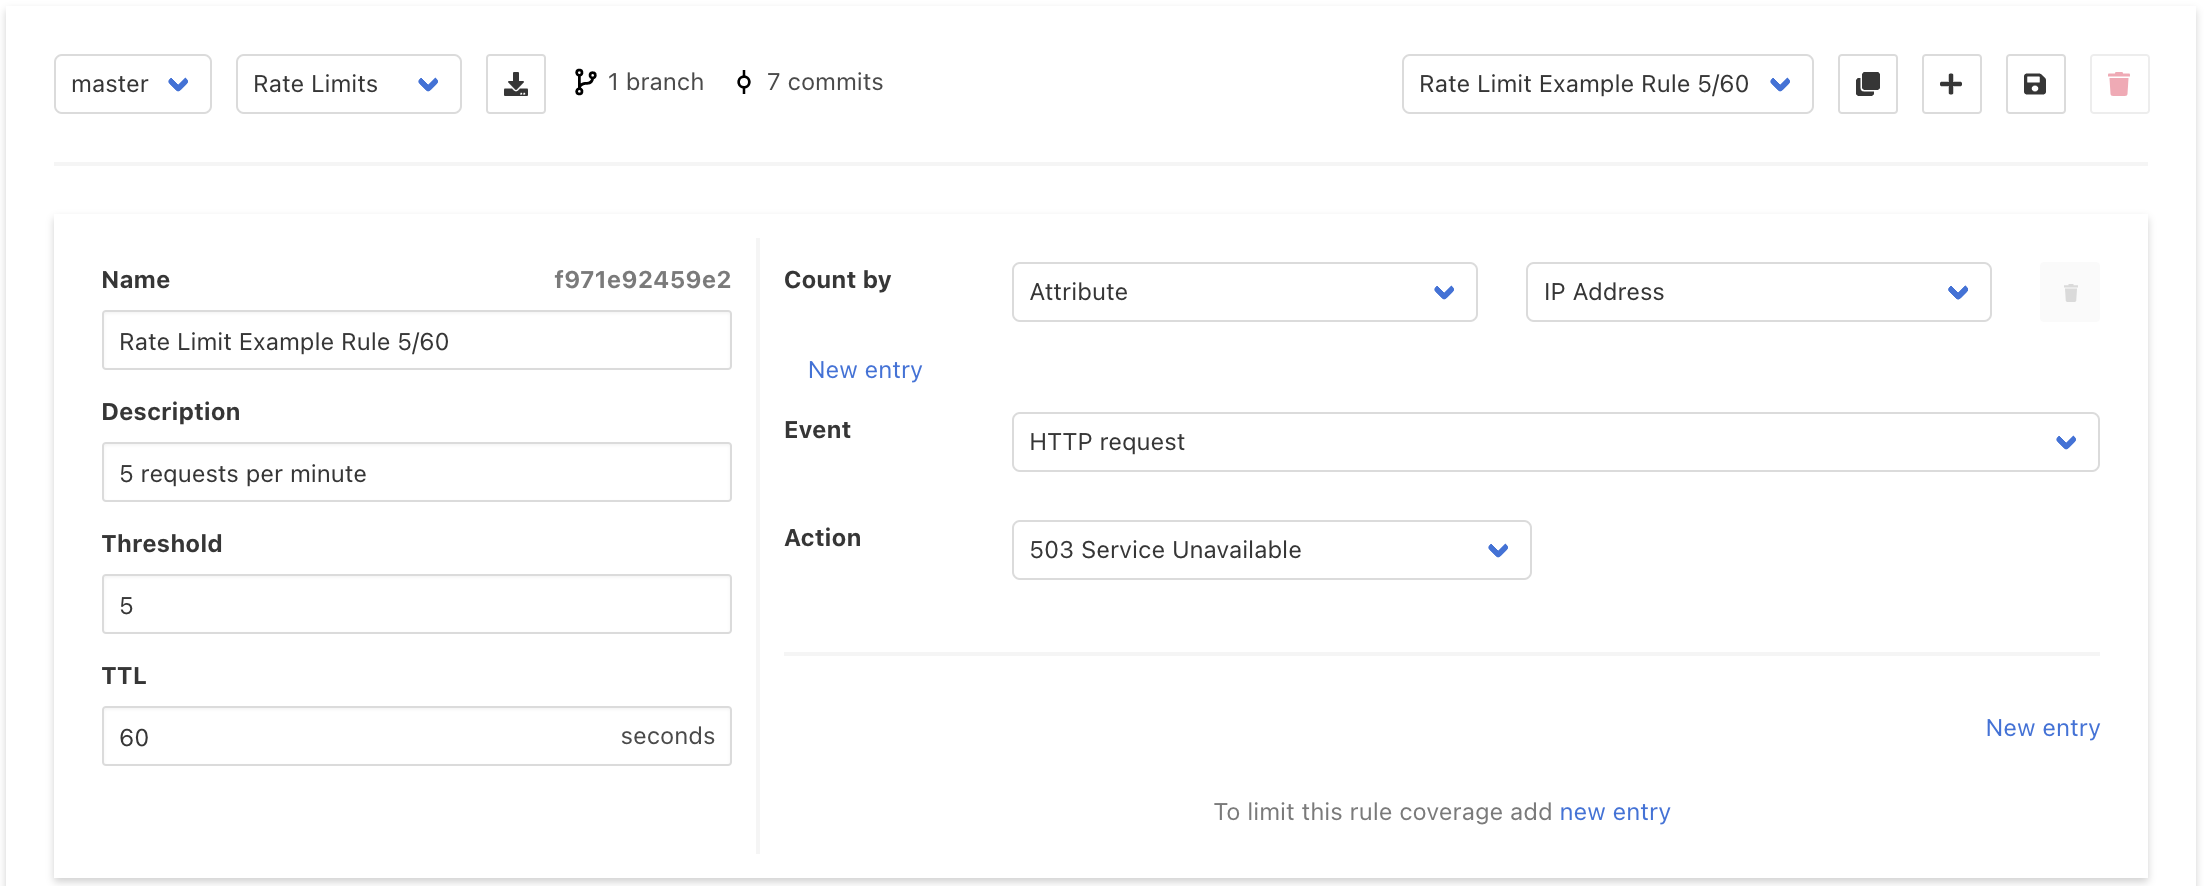 master Rate Limits 1 branch 7 commits Rate Limit Example Rule 5/60
Name f971e92459e2
Rate Limit Example Rule 5/60
Description
5 requests per minute
Threshold
5
TTL
60 seconds
Count by Attribute IP Address
New entry
Event HTTP request
Action 503 Service Unavailable
New entry
To limit this rule coverage add new entry